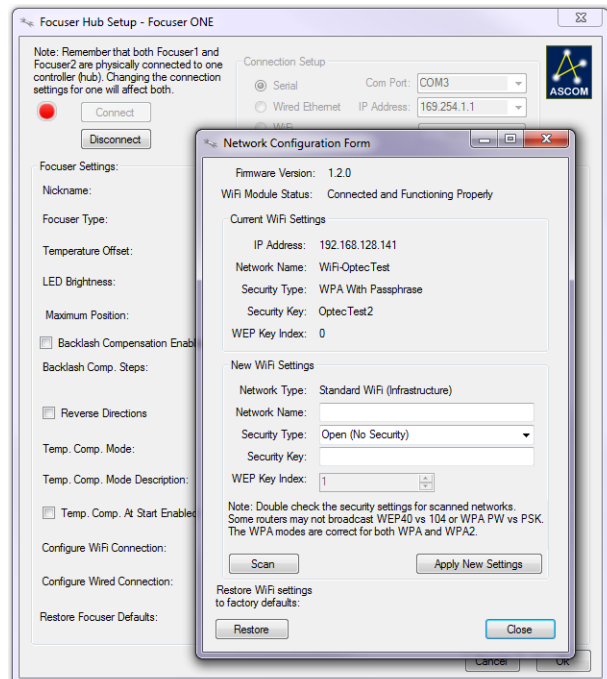 Focuser Hub Setup - Focuser ONE
Note: Remember that both Focuser1 and
Focuser2 are physically connected to one
controller (hub). Changing the connection
settings for one will affect both.
Connect
Disconnect
Connection Setup
Serial
Com Port:
COM3
Wired Ethernet
IP Address:
169.254.1.1
WiFi
ASCOM
Focuser Settings:
Nickname:
Focuser Type:
Temperature Offset:
LED Brightness:
Maximum Position:
Backlash Compensation Enabl
Backlash Comp. Steps:
Reverse Directions
Temp. Comp. Mode:
Temp. Comp. Mode Description:
Temp. Comp. At Start Enabled
Configure WiFi Connection:
Configure Wired Connection:
Restore Focuser Defaults:
Cancel
OK
Network Configuration Form
Firmware Version: 1.2.0
WiFi Module Status: Connected and Functioning Properly
Current WiFi Settings
IP Address: 192.168.128.141
Network Name: WiFi-OptecTest
Security Type: WPA With Passphrase
Security Key: OptecTest2
WEP Key Index: 0
New WiFi Settings
Network Type: Standard WiFi (Infrastructure)
Network Name:
Security Type: Open (No Security)
Security Key:
WEP Key Index: 1
Note: Double check the security settings for scanned networks.
Some routers may not broadcast WEP40 vs 104 or WPA PW vs PSK.
The WPA modes are correct for both WPA and WPA2.
Scan
Apply New Settings
Restore WiFi settings
to factory defaults:
Restore
Close